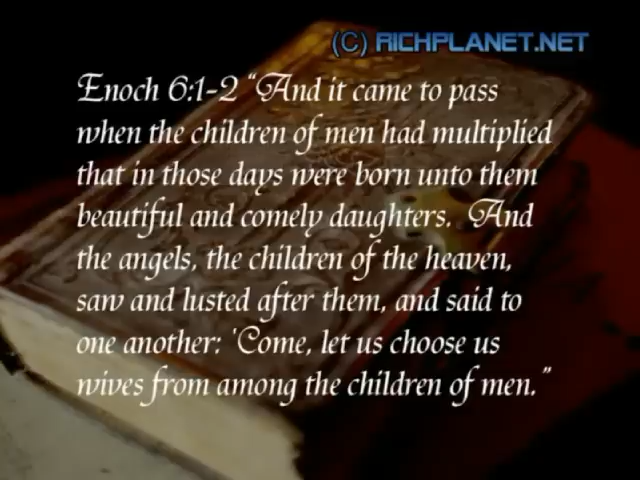 (C) RICHPLANET.NET
Enoch 6:1-2 "And it came to pass
when the children of men had multiplied
that in those days were born unto them
beautiful and comely daughters. And
the angels, the children of the heaven,
saw and lusted after them, and said to
one another: 'Come, let us choose us
wives from among the children of men."